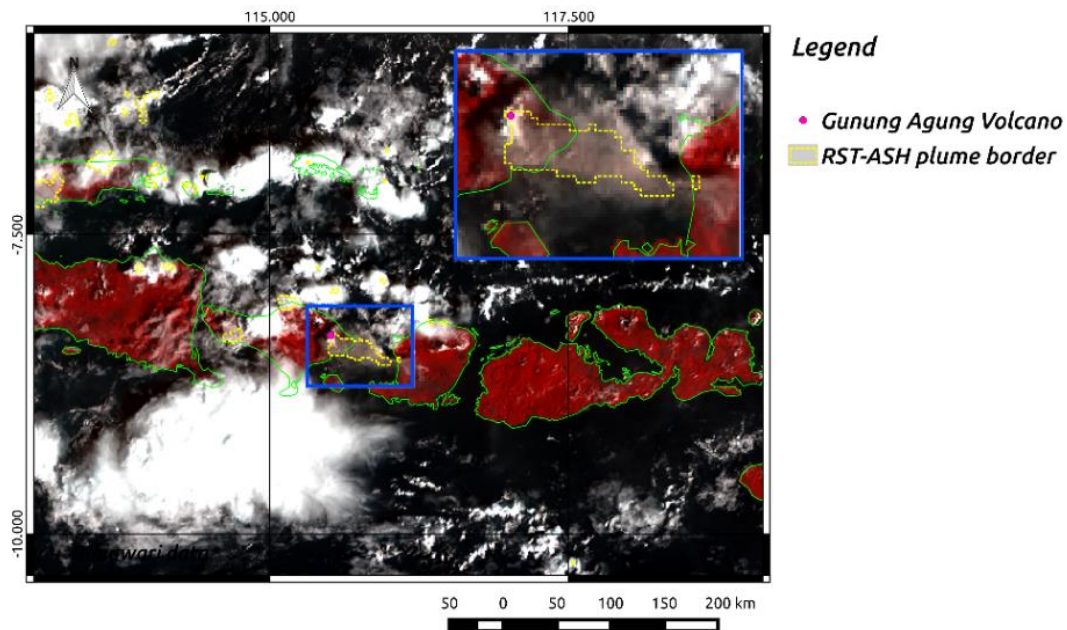 115.000 117.500
Legend
N
Gunung Agung Volcano
RST-ASH plume border
-7.500
-10.000
50 0 50 100 150 200 km